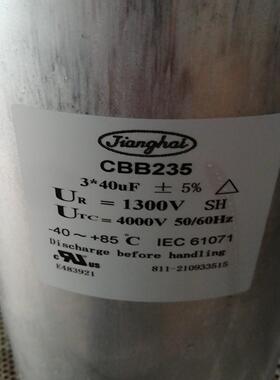 Jianghai
CBB235
3*40uF ± 5% △
UR = 1300V SH
UTC = 4000V 50/60Hz
-40～+85℃ IEC 61071
Discharge before handling
cRUus
E483921 811-210933515